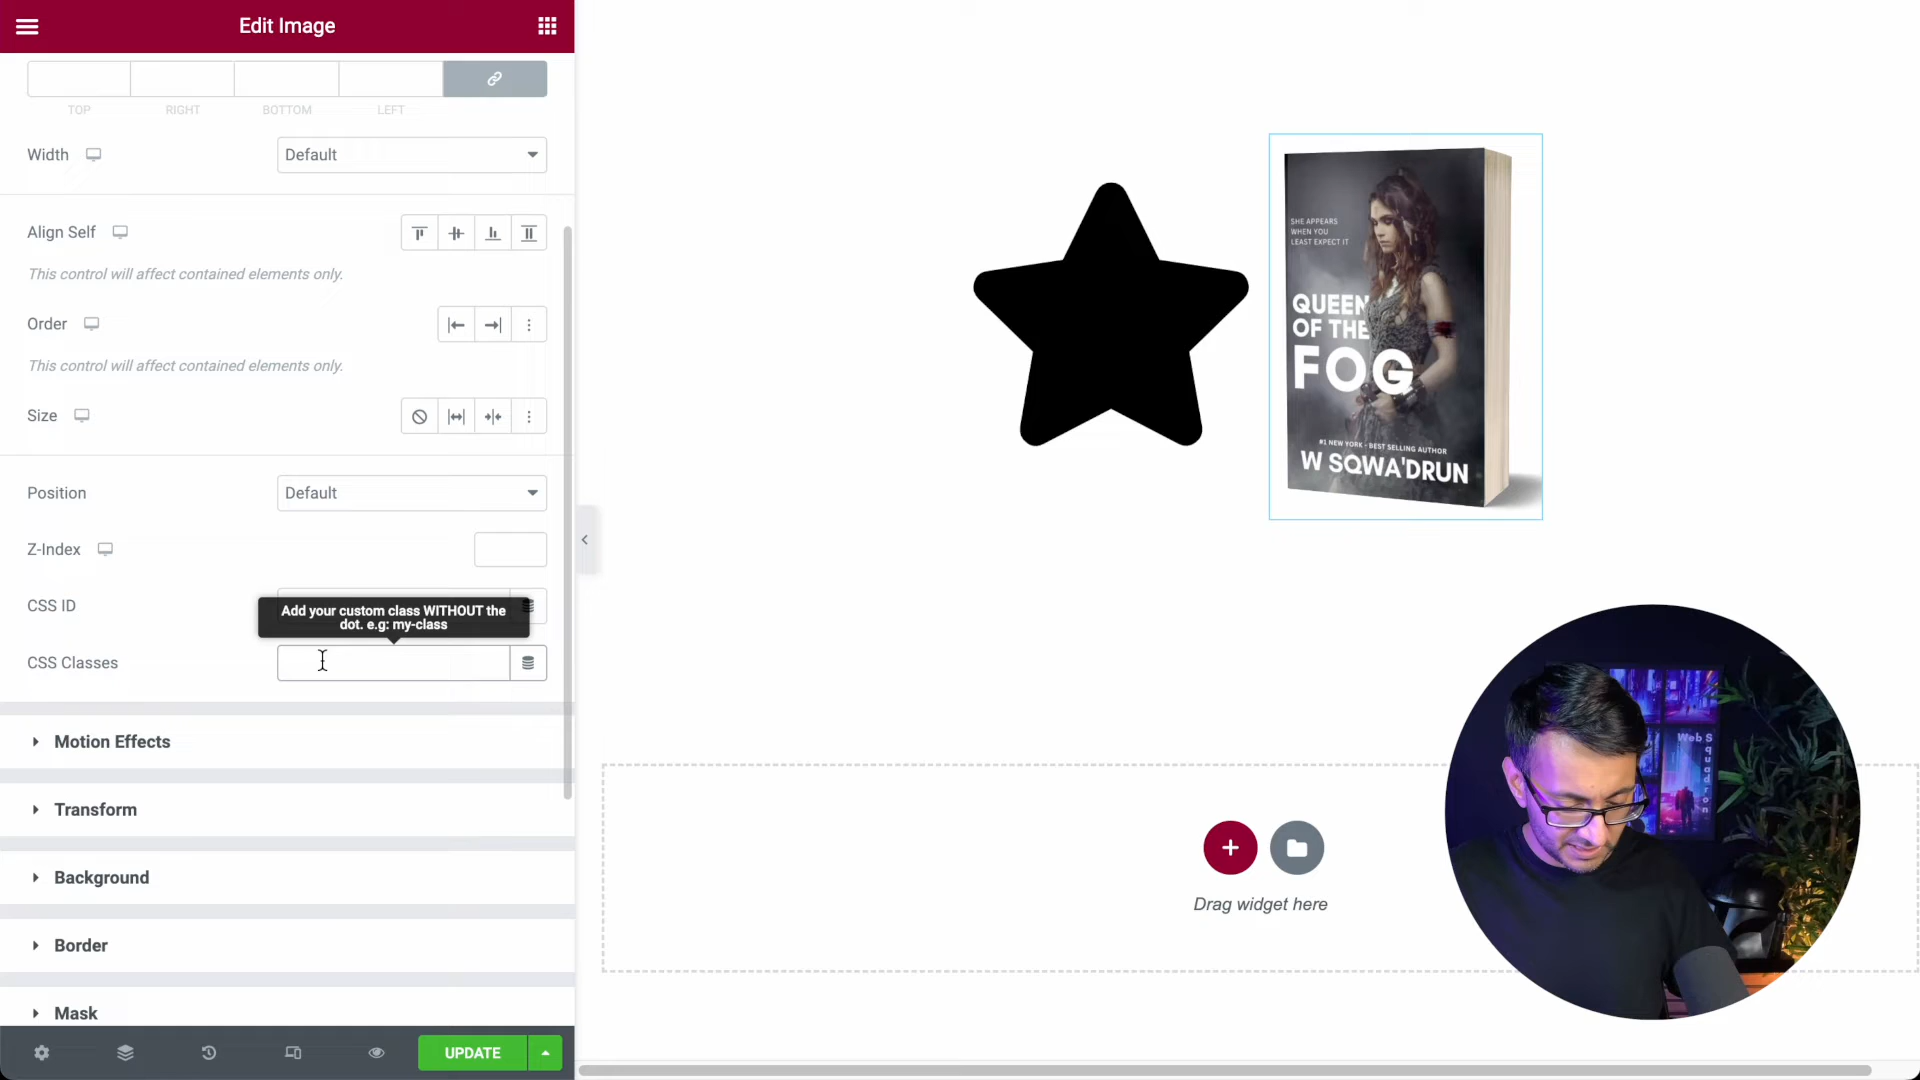 Edit Image
TOP RIGHT BOTTOM LEFT
Width Default
Align Self
This control will affect contained elements only.
Order
This control will affect contained elements only.
Size
Position Default
Z-Index
CSS ID
Add your custom class WITHOUT the
dot. e.g: my-class
CSS Classes
Motion Effects
Transform
Background
Border
Mask
UPDATE
SHE APPEARS
WHEN YOU
LEAST EXPECT IT
QUEEN
OF THE
FOG
#1 NEW YORK - BEST SELLING AUTHOR
W SQWA'DRUN
Drag widget here
Web S
q
u
a
d
r
o
n